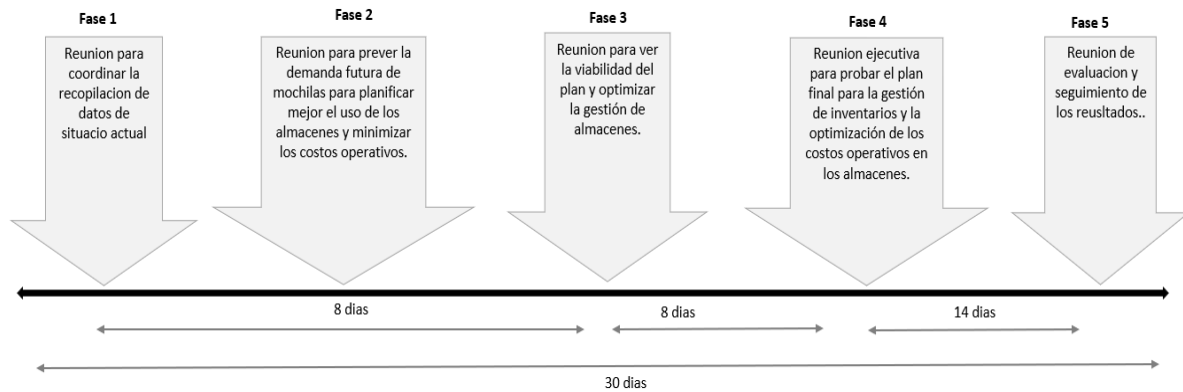 Fase 1
Reunion para
coordinar la
recopilacion de
datos de
situacio actual
Fase 2
Reunion para prever la
demanda futura de
mochilas para planificar
mejor el uso de los
almacenes y minimizar
los costos operativos.
Fase 3
Reunion para ver
la viabilidad del
plan y optimizar
la gestión de
almacenes.
Fase 4
Reunion ejecutiva
para probar el plan
final para la gestión de
inventarios y la
optimización de los
costos operativos en
los almacenes.
Fase 5
Reunion de
evaluacion y
seguimiento de
los reusltados..
8 dias
8 dias
14 dias
30 dias